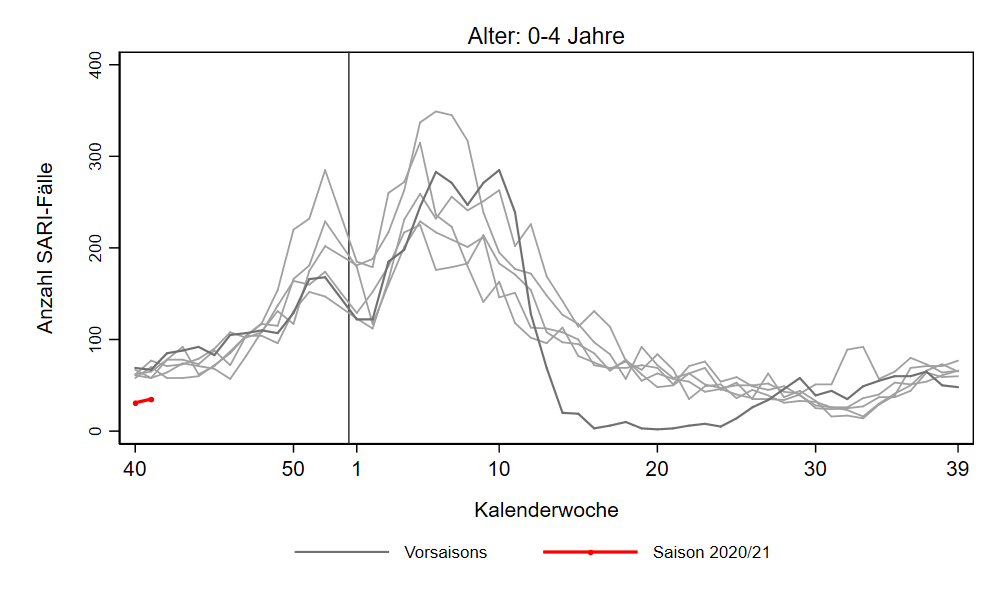 Alter: 0-4 Jahre
Anzahl SARI-Fälle
400
300
200
100
0
40 50 1 10 20 30 39
Kalenderwoche
Vorsaisons Saison 2020/21